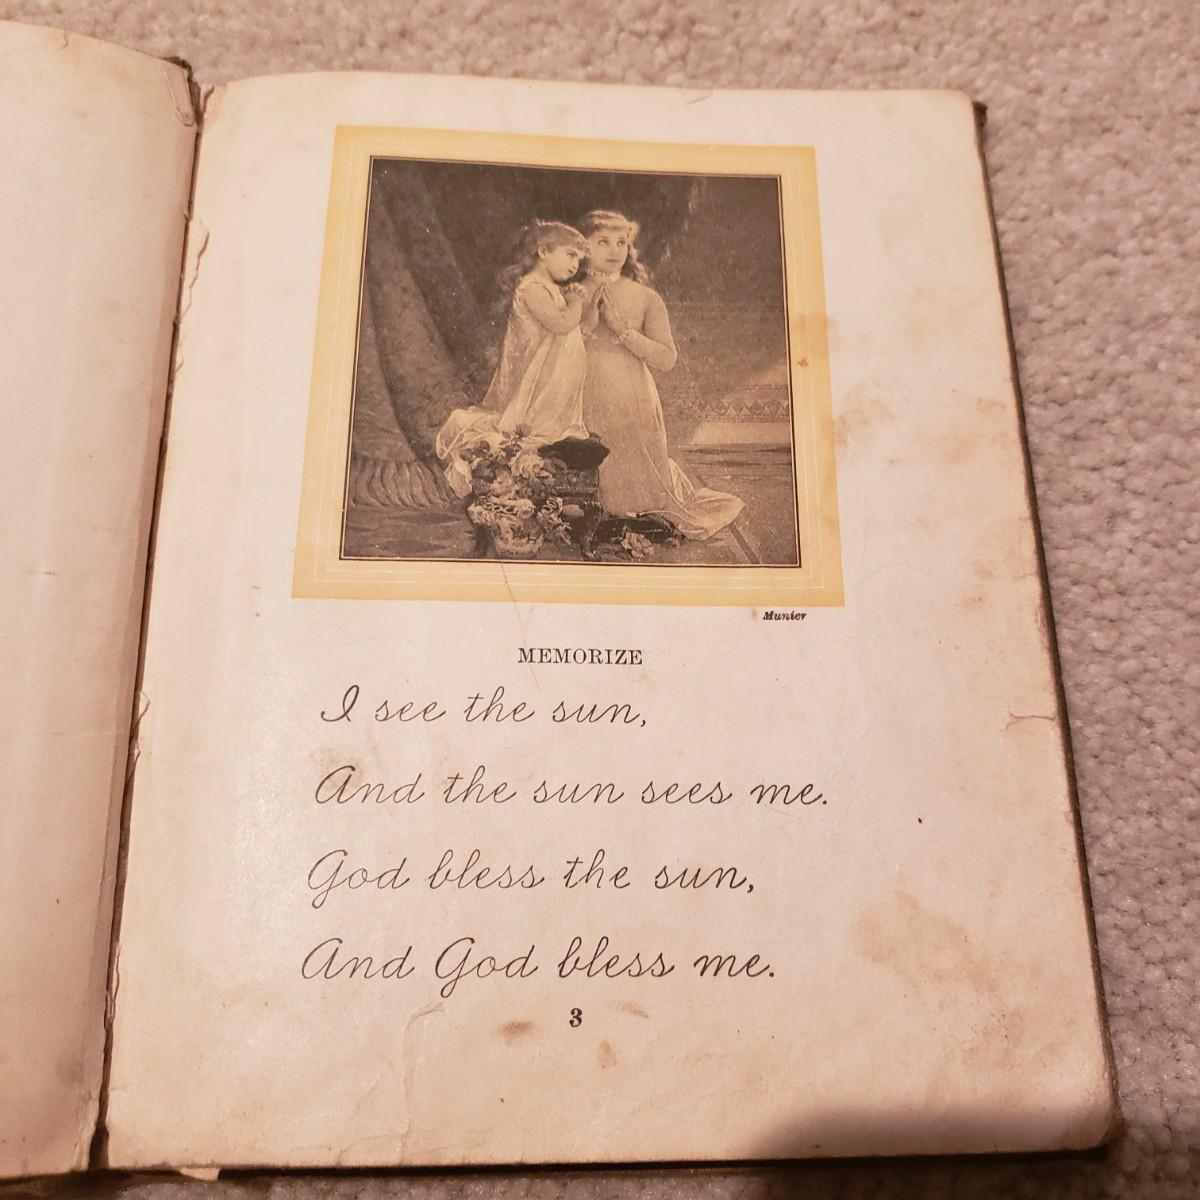 Munier
MEMORIZE
I see the sun,
And the sun sees me.
God bless the sun,
And God bless me.
3